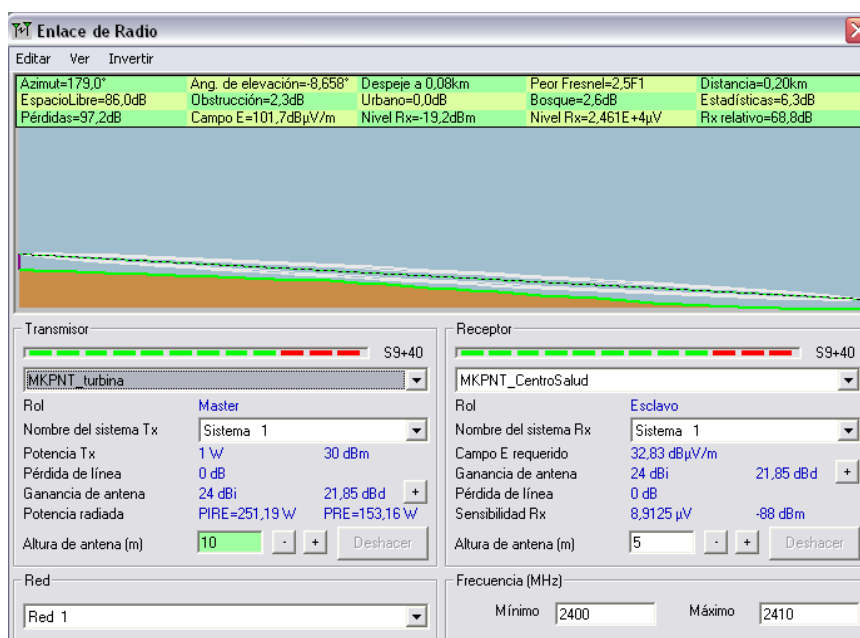 Enlace de Radio
Editar Ver Invertir
Azimut=179,0° Ang. de elevación=-8,658° Despeje a 0,08km Peor Fresnel=2,5F1 Distancia=0,20km
EspacioLibre=86,0dB Obstrucción=2,3dB Urbano=0,0dB Bosque=2,6dB Estadísticas=6,3dB
Pérdidas=97,2dB Campo E=101,7dBµV/m Nivel Rx=-19,2dBm Nivel Rx=2,461E+4µV Rx relativo=68,8dB
Transmisor
S9+40
MKPNT_turbina
Rol Master
Nombre del sistema Tx Sistema 1
Potencia Tx 1 W 30 dBm
Pérdida de línea 0 dB
Ganancia de antena 24 dBi 21,85 dBd +
Potencia radiada PIRE=251,19 W PRE=153,16 W
Altura de antena (m) 10 - + Deshacer
Receptor
S9+40
MKPNT_CentroSalud
Rol Esclavo
Nombre del sistema Rx Sistema 1
Campo E requerido 32,83 dBµV/m
Ganancia de antena 24 dBi 21,85 dBd +
Pérdida de línea 0 dB
Sensibilidad Rx 8,9125 µV -88 dBm
Altura de antena (m) 5 - + Deshacer
Red
Red 1
Frecuencia (MHz)
Mínimo 2400 Máximo 2410